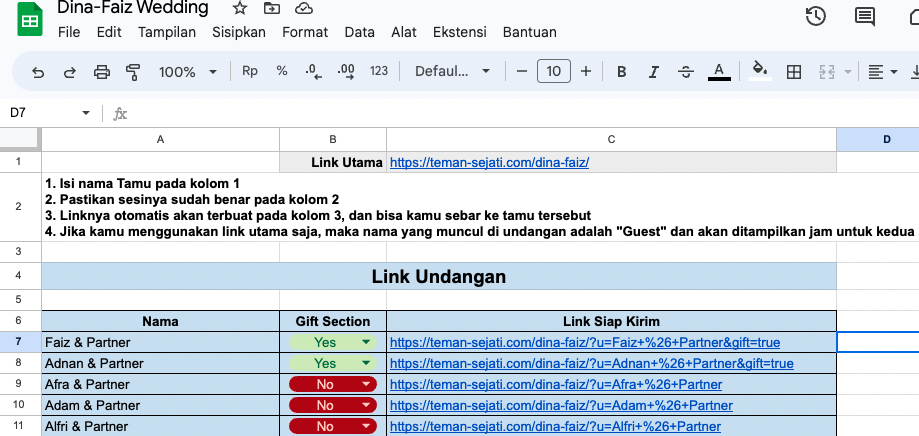 Dina-Faiz Wedding
File Edit Tampilan Sisipkan Format Data Alat Ekstensi Bantuan
100% Rp % .0 .00 123 Defaul... − 10 + B I S A
D7 fx
A B C D
1 Link Utama https://teman-sejati.com/dina-faiz/
1. Isi nama Tamu pada kolom 1
2. Pastikan sesinya sudah benar pada kolom 2
2
3. Linknya otomatis akan terbuat pada kolom 3, dan bisa kamu sebar ke tamu tersebut
4. Jika kamu menggunakan link utama saja, maka nama yang muncul di undangan adalah "Guest" dan akan ditampilkan jam untuk kedua
3
4 Link Undangan
5
6 Nama Gift Section Link Siap Kirim
7 Faiz & Partner Yes https://teman-sejati.com/dina-faiz/?u=Faiz+%26+Partner&gift=true
8 Adnan & Partner Yes https://teman-sejati.com/dina-faiz/?u=Adnan+%26+Partner&gift=true
9 Afra & Partner No https://teman-sejati.com/dina-faiz/?u=Afra+%26+Partner
10 Adam & Partner No https://teman-sejati.com/dina-faiz/?u=Adam+%26+Partner
11 Alfri & Partner No https://teman-sejati.com/dina-faiz/?u=Alfri+%26+Partner